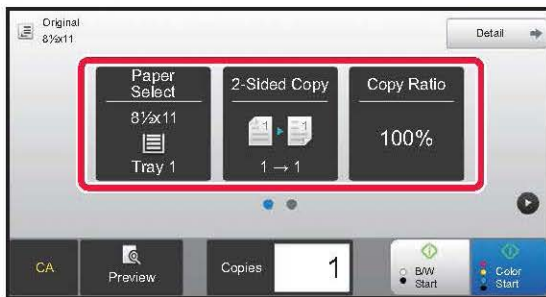 Original
8½x11
Detail
Paper
Select
8½x11
Tray 1
2-Sided Copy
1 → 1
Copy Ratio
100%
CA
Preview
Copies
1
B/W
Start
Color
Start